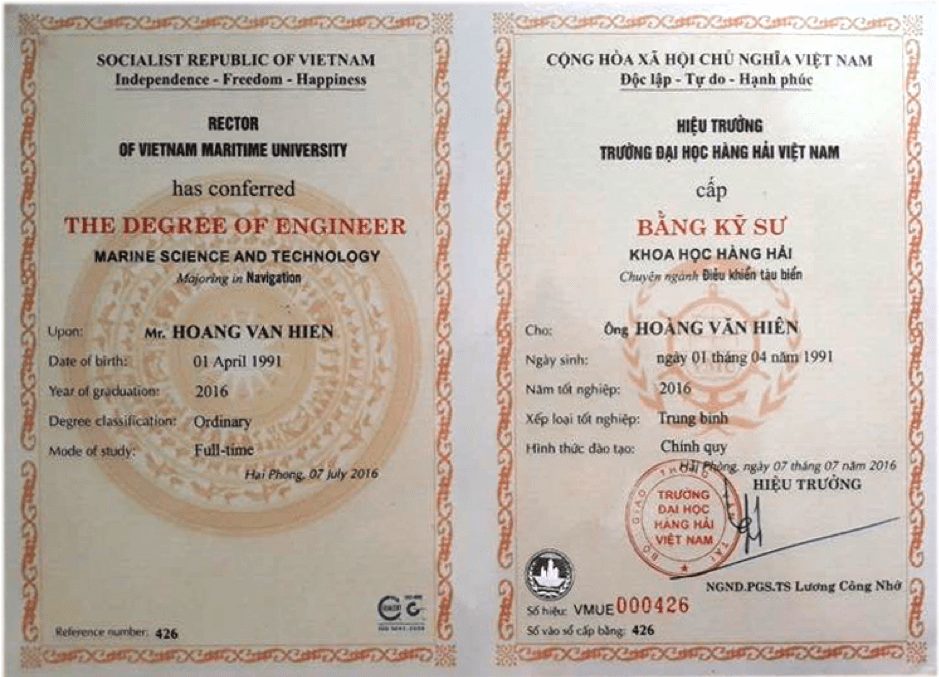 SOCIALIST REPUBLIC OF VIETNAM
Independence - Freedom - Happiness
RECTOR
OF VIETNAM MARITIME UNIVERSITY
has conferred
THE DEGREE OF ENGINEER
MARINE SCIENCE AND TECHNOLOGY
Majoring in Navigation
Upon: Mr. HOANG VAN HIEN
Date of birth: 01 April 1991
Year of graduation: 2016
Degree classification: Ordinary
Mode of study: Full-time
Hai Phong, 07 July 2016
Reference number: 426
CỘNG HÒA XÃ HỘI CHỦ NGHĨA VIỆT NAM
Độc lập - Tự do - Hạnh phúc
HIỆU TRƯỞNG
TRƯỜNG ĐẠI HỌC HÀNG HẢI VIỆT NAM
cấp
BẰNG KỸ SƯ
KHOA HỌC HÀNG HẢI
Chuyên ngành Điều khiển tàu biển
Cho: Ông HOÀNG VĂN HIÊN
Ngày sinh: ngày 01 tháng 04 năm 1991
Năm tốt nghiệp: 2016
Xếp loại tốt nghiệp: Trung bình
Hình thức đào tạo: Chính quy
Hải Phòng, ngày 07 tháng 07 năm 2016
HIỆU TRƯỞNG
BỘ GIAO THÔNG VẬN TẢI
TRƯỜNG
ĐẠI HỌC
HÀNG HẢI
VIỆT NAM
NGND.PGS.TS Lương Công Nhớ
Số hiệu: VMUE000426
Số vào sổ cấp bằng: 426